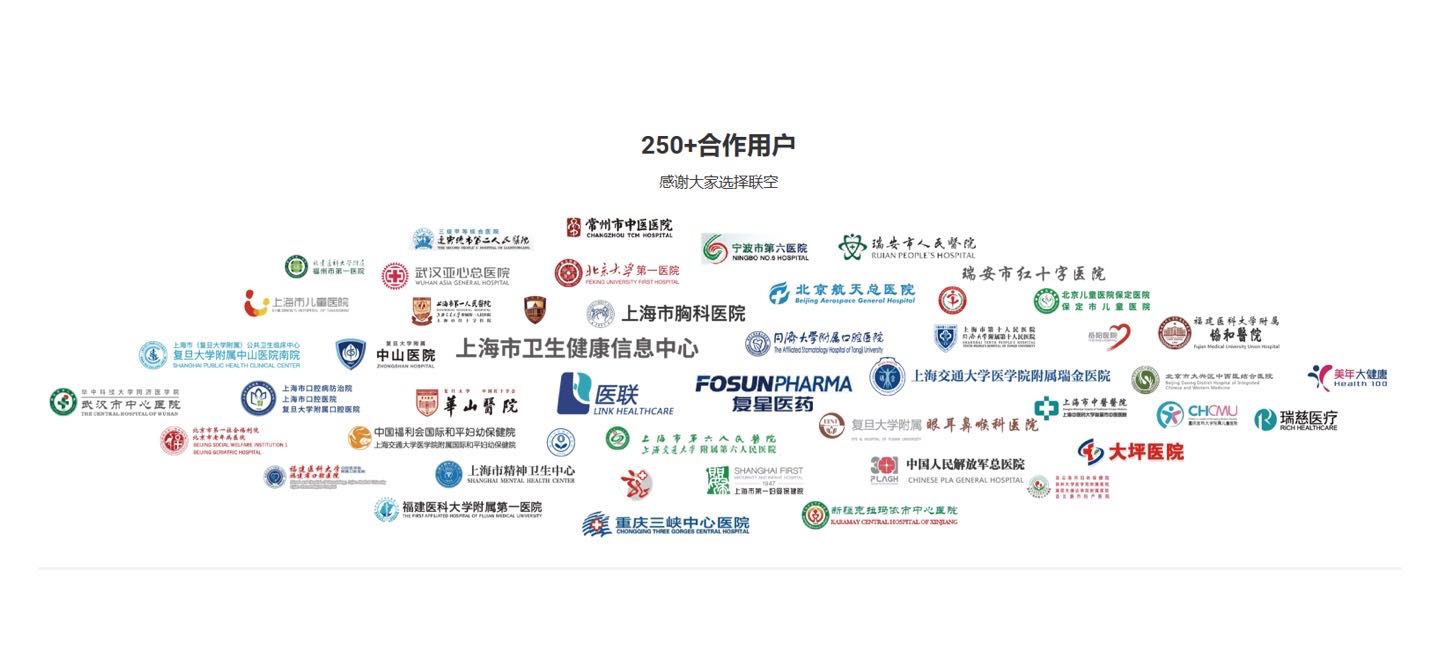 250+合作用户
感谢大家选择联空
三级甲等综合医院
THE SECOND PEOPLE'S HOSPITAL OF LIANYUNGANG
常州市中医医院
CHANGZHOU TCM HOSPITAL
宁波市第六医院
NINGBO NO.6 HOSPITAL
瑞安市人民醫院
RUIAN PEOPLE'S HOSPITAL
福州市第一医院
武汉亚心总医院
WUHAN ASIA GENERAL HOSPITAL
北京大学第一医院
PEKING UNIVERSITY FIRST HOSPITAL
瑞安市红十字医院
上海市儿童医院
上海市第一人民医院
上海市胸科医院
北京航天总医院
Beijing Aerospace General Hospital
北京儿童医院保定医院
保定市儿童医院
上海市（复旦大学附属）公共卫生临床中心
复旦大学附属中山医院南院
SHANGHAI PUBLIC HEALTH CLINICAL CENTER
复旦大学附属
中山医院
ZHONGSHAN HOSPITAL
上海市卫生健康信息中心
同济大学附属口腔医院
The Affiliated Stomatology Hospital of Tongji University
上海市第十人民医院
同济大学附属第十人民医院
岳阳医院
福建医科大学附属
协和醫院
Fujian Medical University Union Hospital
华中科技大学同济医学院
武汉市中心医院
THE CENTRAL HOSPITAL OF WUHAN
上海市口腔病防治院
上海市口腔医院
复旦大学附属口腔医院
華山醫院
医联
LINK HEALTHCARE
FOSUNPHARMA
复星医药
上海交通大学医学院附属瑞金医院
北京市大兴区中西医结合医院
Beijing Daxing District Hospital of Integrated
Chinese and Western Medicine
美年大健康
Health 100
北京市第一社会福利院
北京市老年病医院
BEIJING SOCIAL WELFARE INSTITUTION 1
BEIJING GERIATRIC HOSPITAL
中国福利会国际和平妇幼保健院
上海交通大学医学院附属国际和平妇幼保健院
上海市第六人民医院
上海交通大学附属第六人民医院
复旦大学附属眼耳鼻喉科医院
上海市中醫醫院
CHCMU
重庆医科大学附属儿童医院
瑞慈医疗
RICH HEALTHCARE
福建医科大学
上海市精神卫生中心
SHANGHAI MENTAL HEALTH CENTER
SHANGHAI FIRST
MATERNITY AND INFANT HOSPITAL
1947
上海市第一妇婴保健院
301
PLAGH
中国人民解放军总医院
CHINESE PLA GENERAL HOSPITAL
大坪医院
福建医科大学附属第一医院
THE FIRST AFFILIATED HOSPITAL OF FUJIAN MEDICAL UNIVERSITY
重庆三峡中心医院
CHONGQING THREE GORGES CENTRAL HOSPITAL
新疆克拉玛依市中心医院
KARAMAY CENTRAL HOSPITAL OF XINJIANG